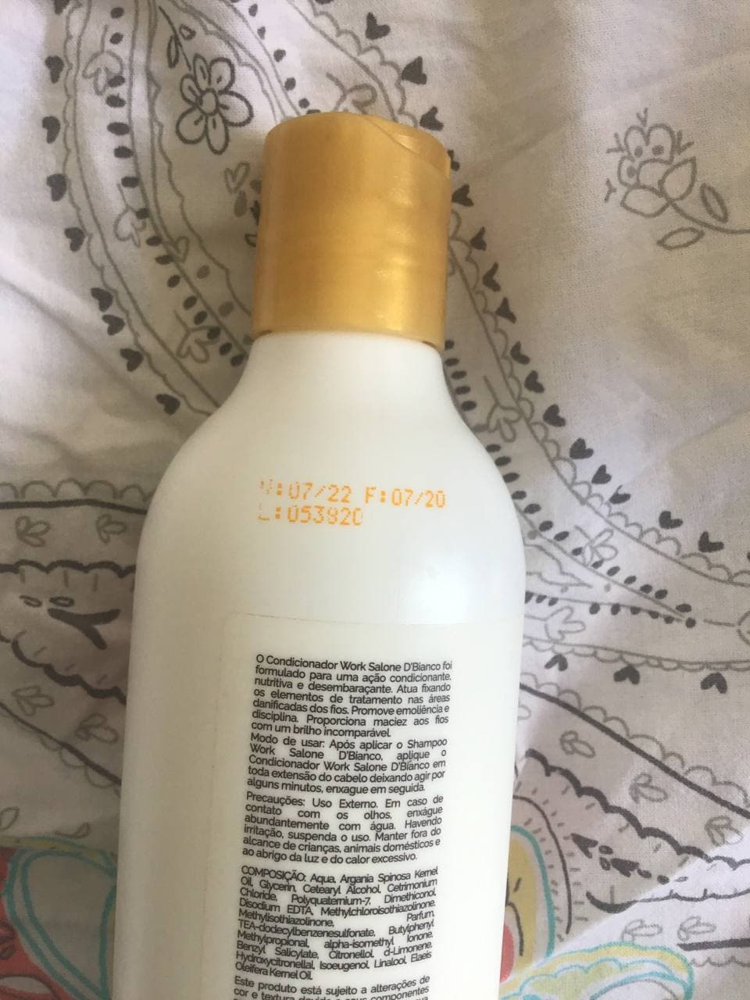 V:07/22 F:07/20
L:053920
O Condicionador Work Salone D'Bianco foi
formulado para uma ação condicionante,
nutritiva e desembaraçante. Atua fixando
os elementos de tratamento nas áreas
danificadas dos fios. Promove emoliência e
disciplina. Proporciona maciez aos fios
com um brilho incomparável.
Modo de usar: Após aplicar o Shampoo
Work Salone D'Bianco, aplique o
Condicionador Work Salone D'Bianco em
toda extensão do cabelo deixando agir por
alguns minutos, enxague em seguida.
Precauções: Uso Externo. Em caso de
contato com os olhos, enxágue
abundantemente com água. Havendo
irritação, suspenda o uso. Manter fora do
alcance de crianças, animais domésticos e
ao abrigo da luz e do calor excessivo.
COMPOSIÇÃO: Aqua, Argania Spinosa Kernel
Oil, Glycerin, Cetearyl Alcohol, Cetrimonium
Chloride, Polyquaternium-7, Dimethiconol,
Disodium EDTA, Methylchloroisothiazolinone,
Methylisothiazolinone, Parfum,
TEA-dodecylbenzenesulfonate, Butylphenyl
Methylpropional, alpha-isomethyl Ionone,
Benzyl Salicylate, Citronellol, d-Limonene,
Hydroxycitronellal, Isoeugenol, Linalool, Elaeis
Oleifera Kernel Oil.
Este produto está sujeito a alterações de
cor e textura devido a seus componentes